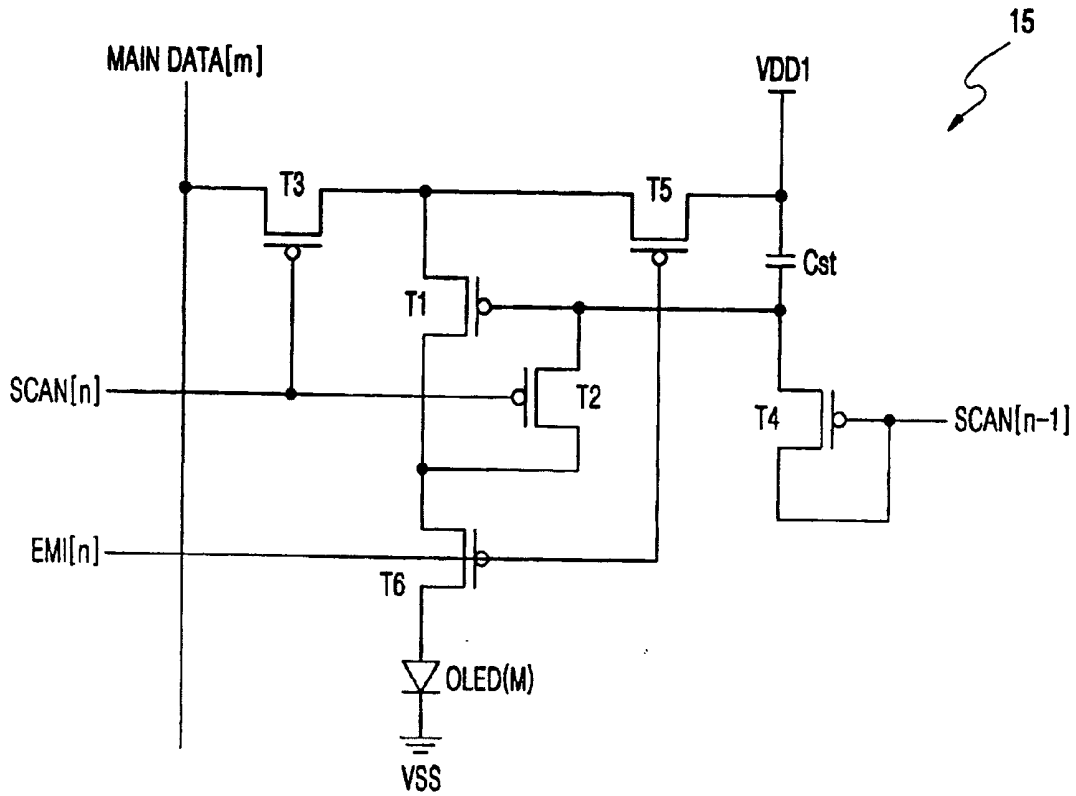 15
MAIN DATA[m]
VDD1
T3
T5
Cst
T1
SCAN[n]
T2
T4
SCAN[n-1]
EMI[n]
T6
OLED(M)
VSS